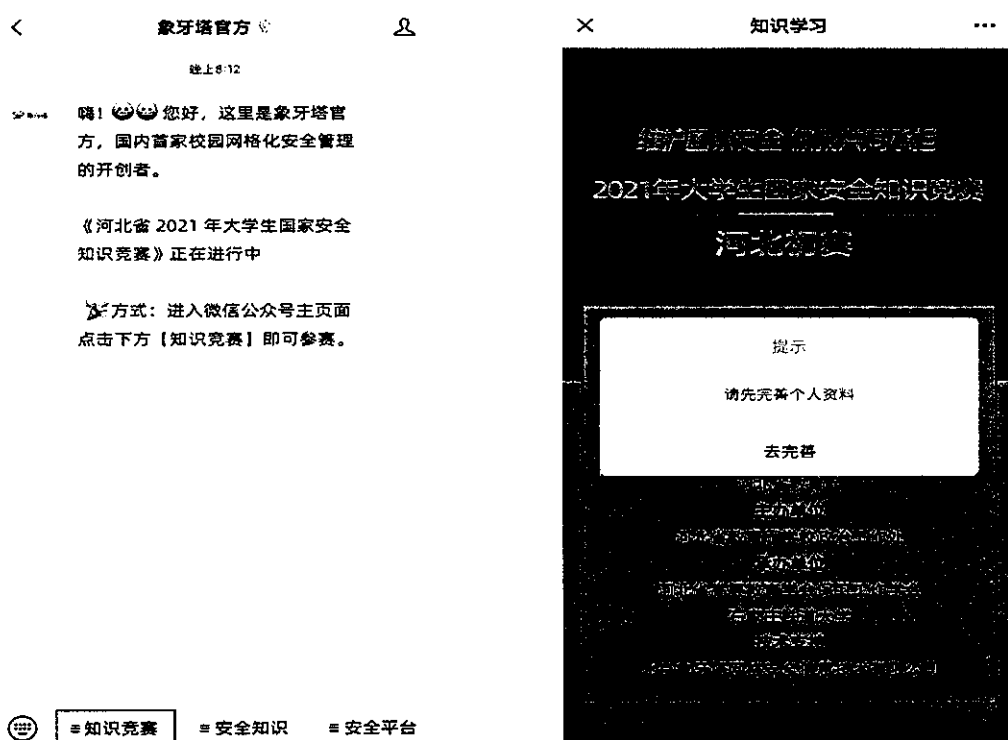 象牙塔官方
晚上8:12
嗨！您好，这里是象牙塔官
方，国内首家校园网格化安全管理
的开创者。
《河北省 2021 年大学生国家安全
知识竞赛》正在进行中
方式：进入微信公众号主页面
点击下方【知识竞赛】即可参赛。
≡知识竞赛
≡安全知识
≡安全平台
知识学习
2021年大学生国家安全知识竞赛
河北初赛
提示
请先完善个人资料
去完善
主办单位
承办单位